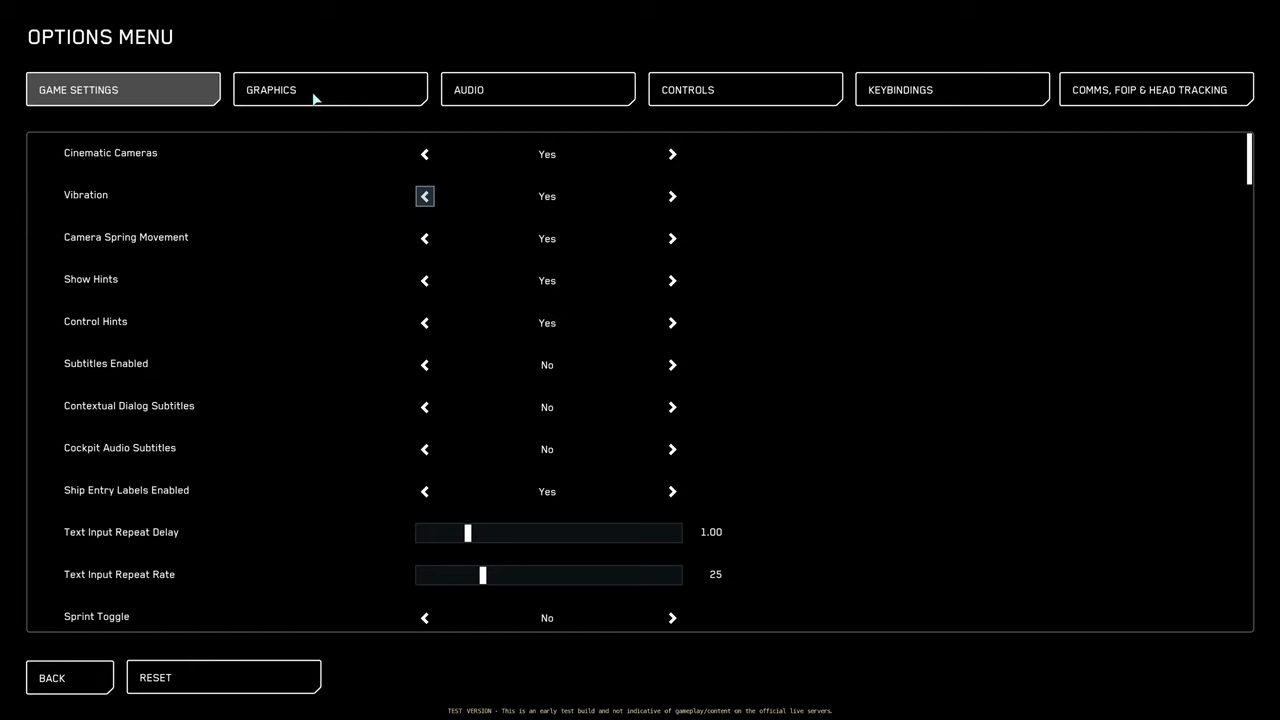 OPTIONS MENU
GAME SETTINGS
GRAPHICS
AUDIO
CONTROLS
KEYBINDINGS
COMMS, FOIP & HEAD TRACKING
Cinematic Cameras Yes
Vibration Yes
Camera Spring Movement Yes
Show Hints Yes
Control Hints Yes
Subtitles Enabled No
Contextual Dialog Subtitles No
Cockpit Audio Subtitles No
Ship Entry Labels Enabled Yes
Text Input Repeat Delay 1.00
Text Input Repeat Rate 25
Sprint Toggle No
BACK
RESET
TEST VERSION - This is an early test build and not indicative of gameplay/content on the official live servers.